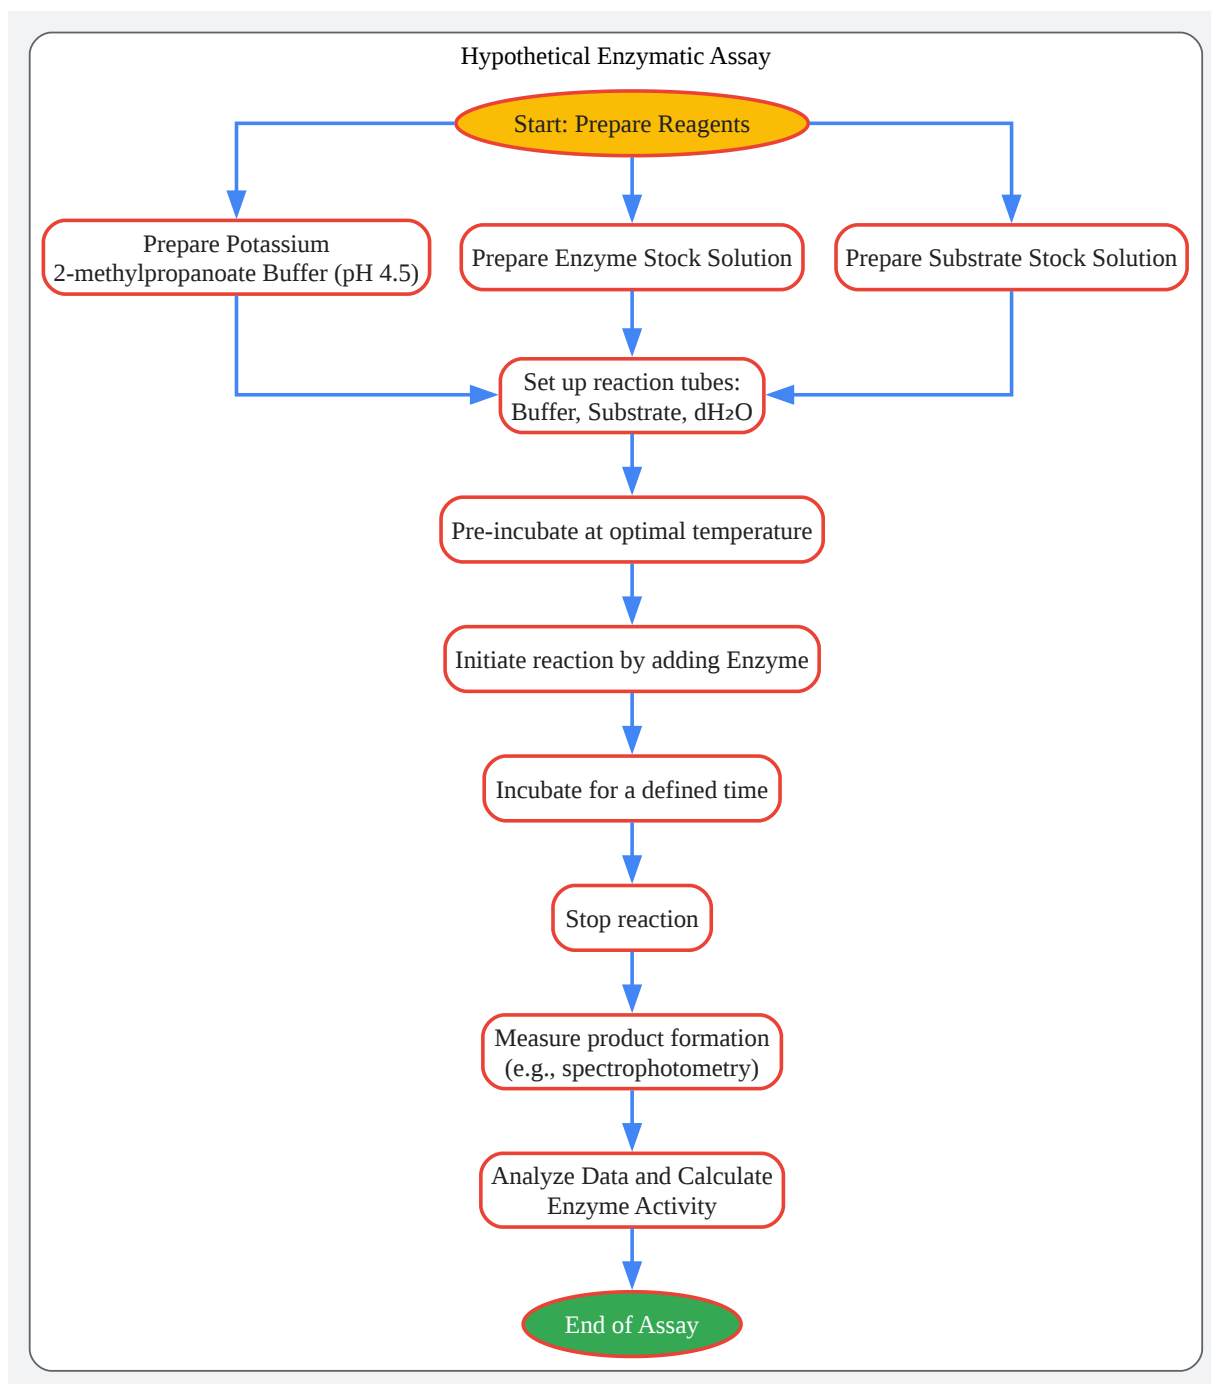 Hypothetical Enzymatic Assay
Start: Prepare Reagents
Prepare Potassium
2-methylpropanoate Buffer (pH 4.5)
Prepare Enzyme Stock Solution
Prepare Substrate Stock Solution
Set up reaction tubes:
Buffer, Substrate, dH₂O
Pre-incubate at optimal temperature
Initiate reaction by adding Enzyme
Incubate for a defined time
Stop reaction
Measure product formation
(e.g., spectrophotometry)
Analyze Data and Calculate
Enzyme Activity
End of Assay